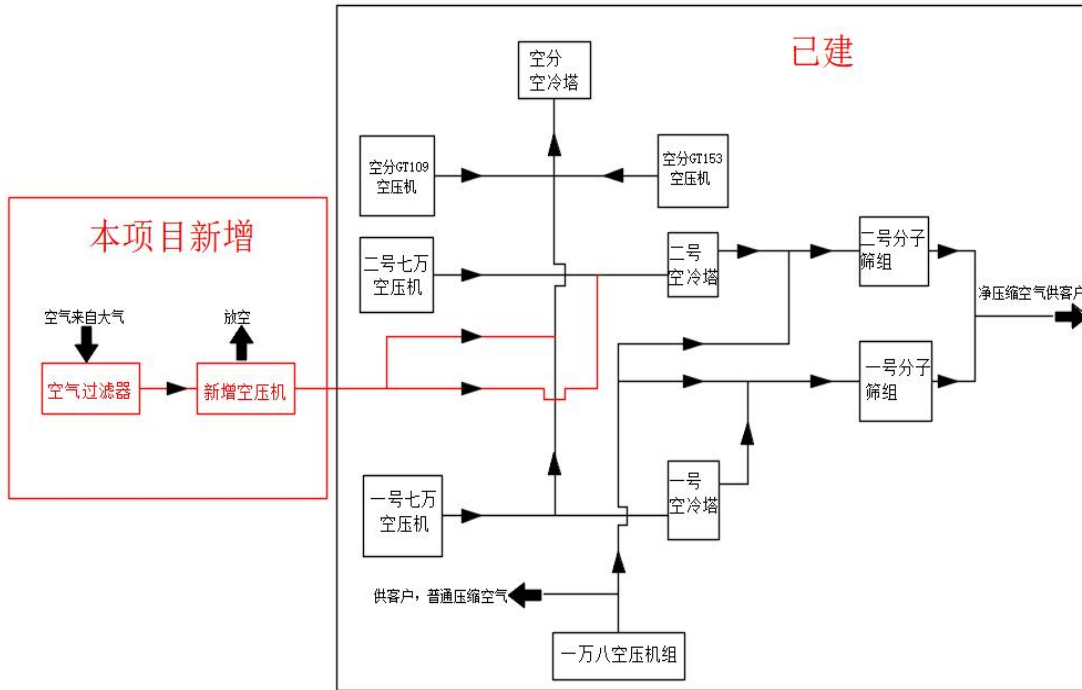 已建
空分
空冷塔
空分GT109
空压机
空分GT153
空压机
本项目新增
二号七万
空压机
二号
空冷塔
二号分子
筛组
净压缩空气供客户
空气来自大气
放空
空气过滤器
新增空压机
一号分子
筛组
一号七万
空压机
一号
空冷塔
供客户，普通压缩空气
一万八空压机组